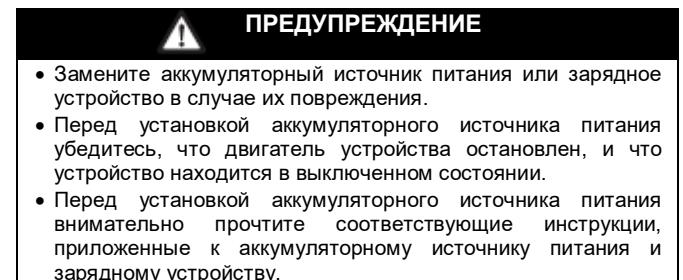 ПРЕДУПРЕЖДЕНИЕ
• Замените аккумуляторный источник питания или зарядное
устройство в случае их повреждения.
• Перед установкой аккумуляторного источника питания
убедитесь, что двигатель устройства остановлен, и что
устройство находится в выключенном состоянии.
• Перед установкой аккумуляторного источника питания
внимательно прочтите соответствующие инструкции,
приложенные к аккумуляторному источнику питания и
зарядному устройству.